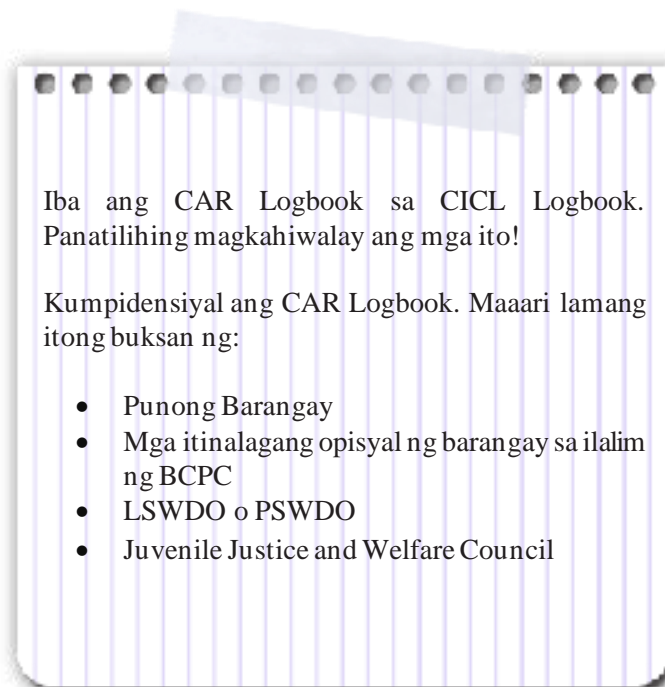 Iba ang CAR Logbook sa CICL Logbook.
Panatilihing magkahiwalay ang mga ito!
Kumpidensiyal ang CAR Logbook. Maaari lamang
itong buksan ng:
• Punong Barangay
• Mga itinalagang opisyal ng barangay sa ilalim
ng BCPC
• LSWDO o PSWDO
• Juvenile Justice and Welfare Council